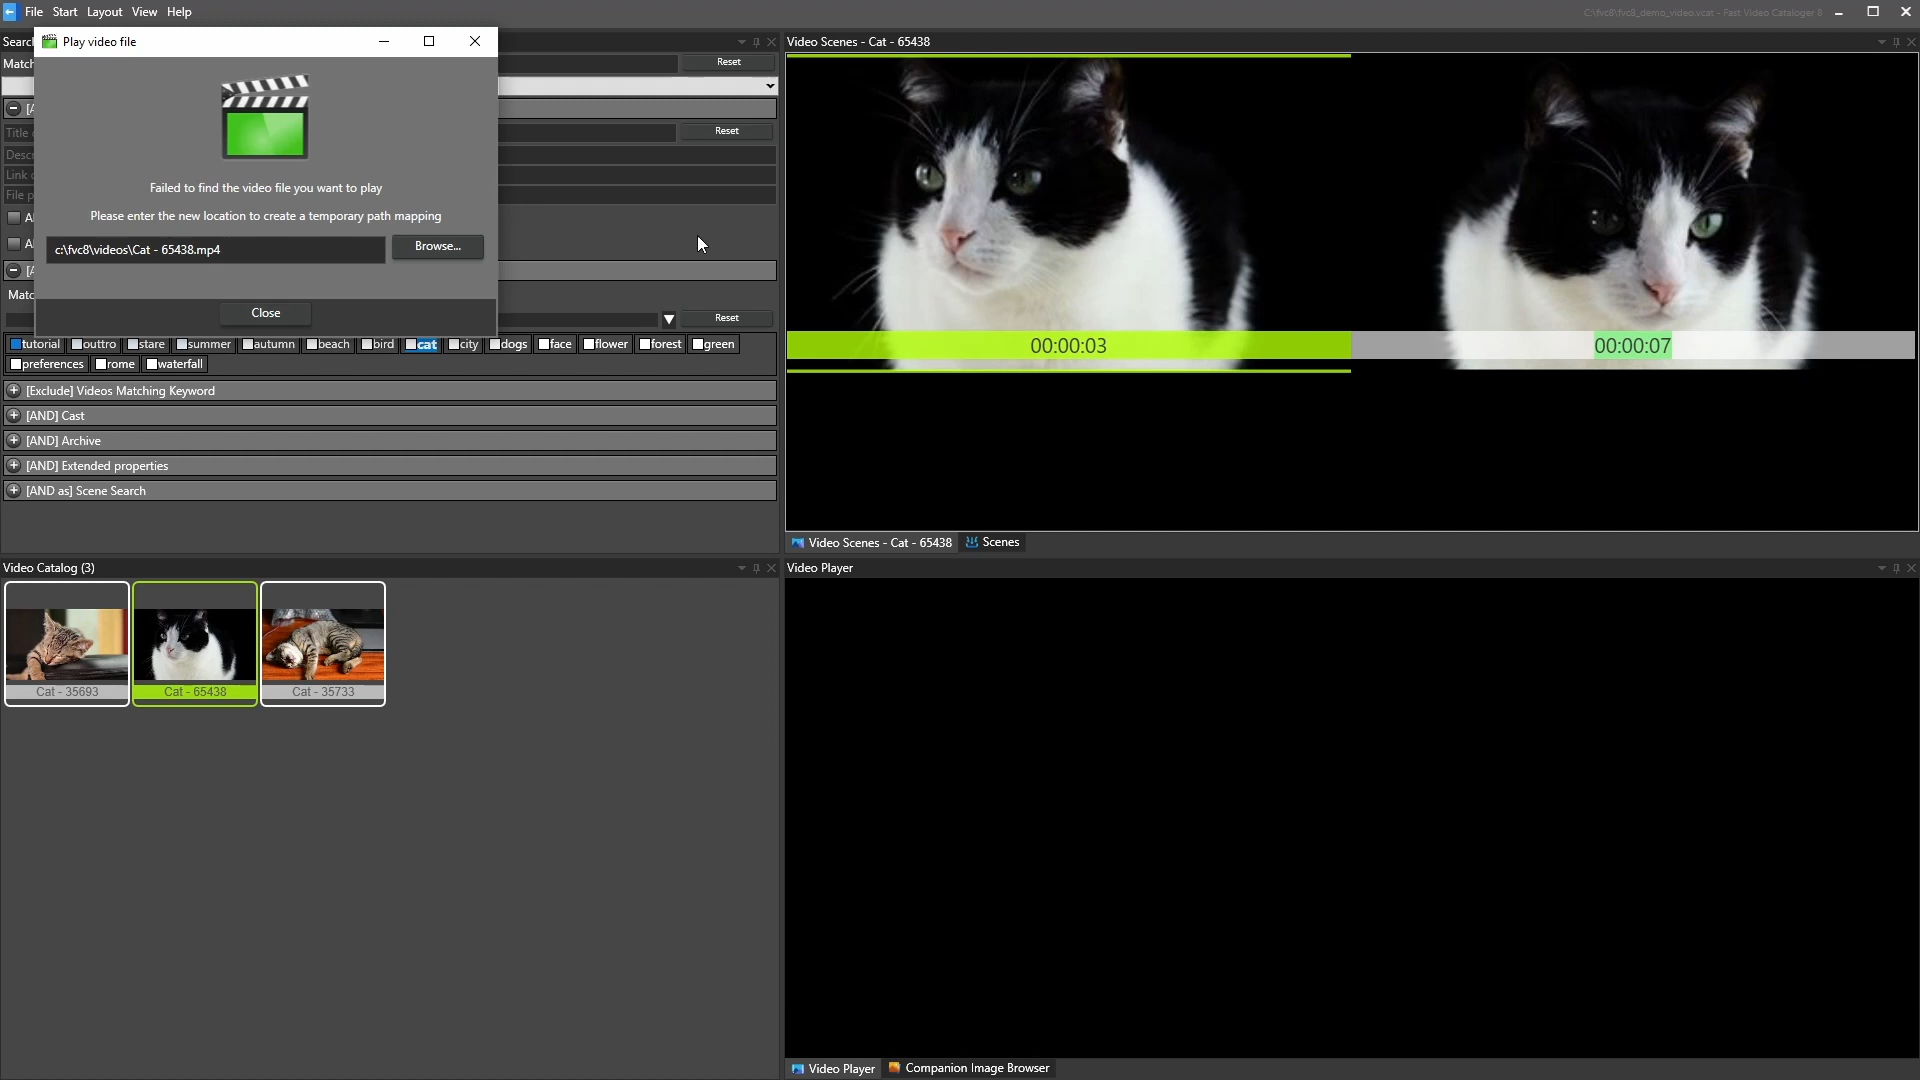 File Start Layout View Help
C:\fvc8\fvc8_demo_video.vcat - Fast Video Cataloger 8
Search
Play video file
Match
Reset
Title
Reset
Descr
Link
File p
Failed to find the video file you want to play
Please enter the new location to create a temporary path mapping
c:\fvc8\videos\Cat - 65438.mp4
Browse...
Matc
Close
Reset
tutorial outtro stare summer autumn beach bird cat city dogs face flower forest green
preferences rome waterfall
+ [Exclude] Videos Matching Keyword
+ [AND] Cast
+ [AND] Archive
+ [AND] Extended properties
+ [AND as] Scene Search
Video Scenes - Cat - 65438
00:00:03
00:00:07
Video Scenes - Cat - 65438 Scenes
Video Catalog (3)
Cat - 35693
Cat - 65438
Cat - 35733
Video Player
Video Player Companion Image Browser